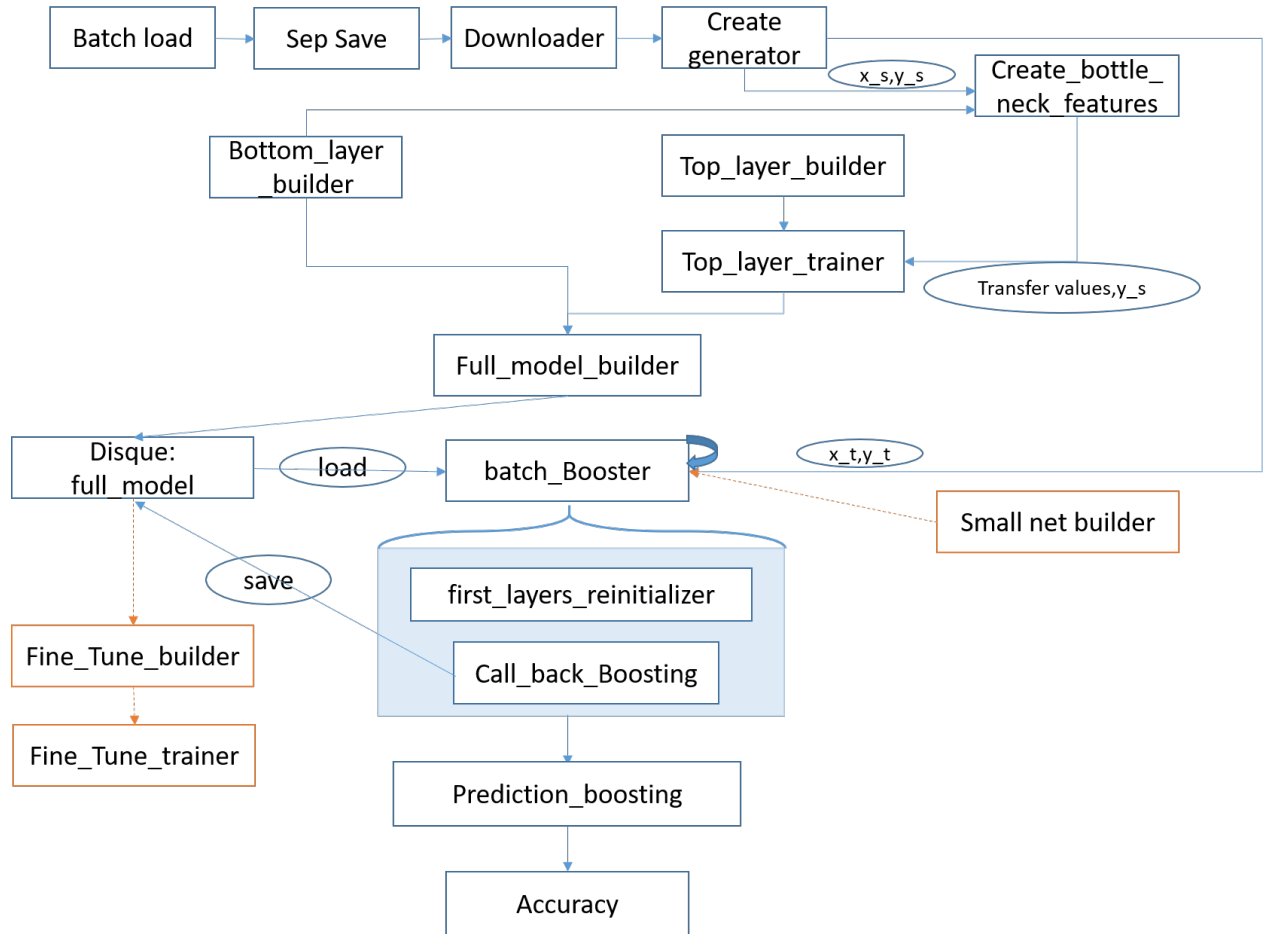 Batch load
Sep Save
Downloader
Create
generator
x_s,y_s
Create_bottle_
neck_features
Bottom_layer
_builder
Top_layer_builder
Top_layer_trainer
Transfer values,y_s
Full_model_builder
Disque:
full_model
load
batch_Booster
x_t,y_t
Small net builder
save
first_layers_reinitializer
Call_back_Boosting
Fine_Tune_builder
Fine_Tune_trainer
Prediction_boosting
Accuracy